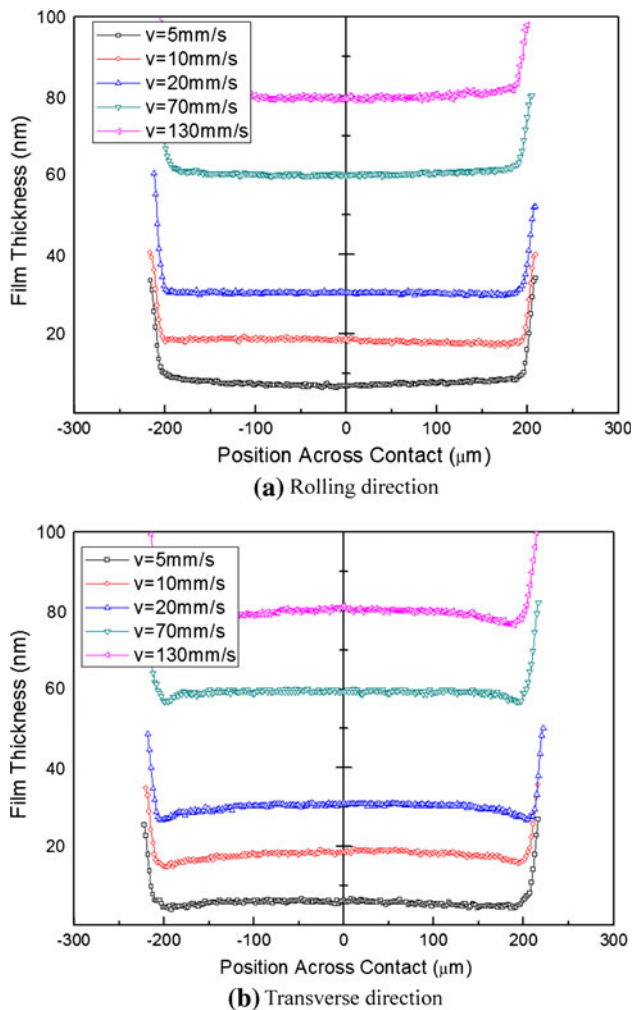 100
80
60
40
20
v=5mm/s
v=10mm/s
v=20mm/s
v=70mm/s
v=130mm/s
Film Thickness (nm)
-300 -200 -100 0 100 200 300
Position Across Contact (μm)
(a) Rolling direction
100
80
60
40
20
v=5mm/s
v=10mm/s
v=20mm/s
v=70mm/s
v=130mm/s
Film Thickness (nm)
-300 -200 -100 0 100 200 300
Position Across Contact (μm)
(b) Transverse direction